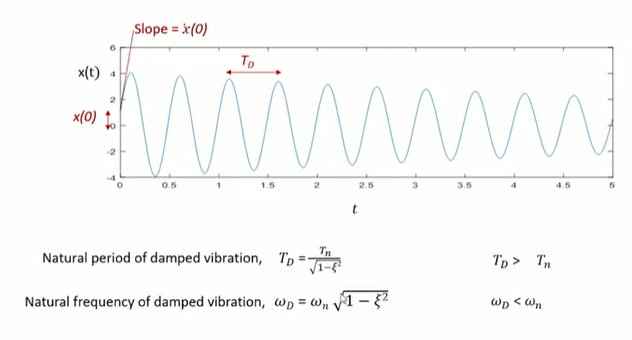 Slope = ẋ(0)
T_D
x(t)
x(0)
6
4
2
0
-2
-4
0 0.5 1 1.5 2 2.5 3 3.5 4 4.5 5
t
Natural period of damped vibration, T_D = T_n / √(1−ξ²) T_D > T_n
Natural frequency of damped vibration, ω_D = ω_n √(1 − ξ²) ω_D < ω_n